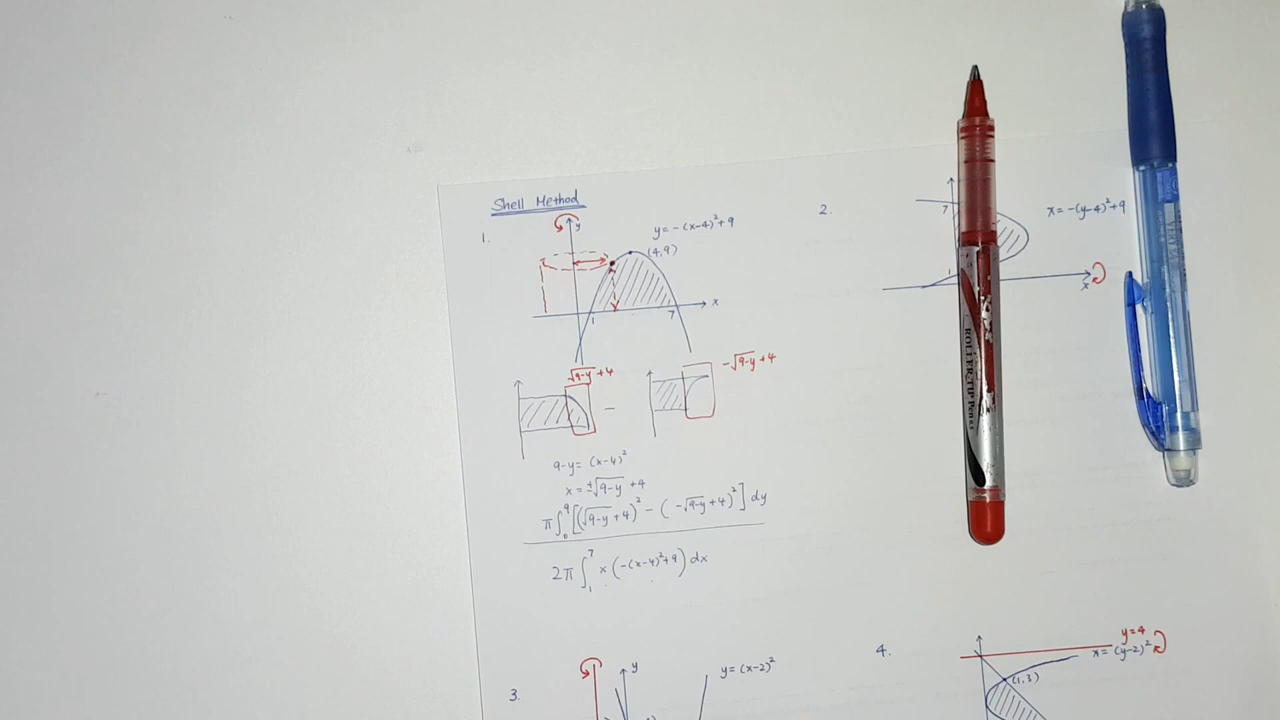 Shell Method
1.
y
y=-(x-4)²+9
(4,9)
x
1
7
√9-y+4
-√9-y+4
-
9-y=(x-4)²
x=±√9-y+4
π∫₀⁹[(√9-y+4)²-(-√9-y+4)²]dy
2π∫₁⁷x(-(x-4)²+9)dx
2.
7
x=-(y-4)²+9
1
x
ROLLER-TIP Pental
3.
y
y=(x-2)²
4.
y=4
x=(y-2)²
(1,3)